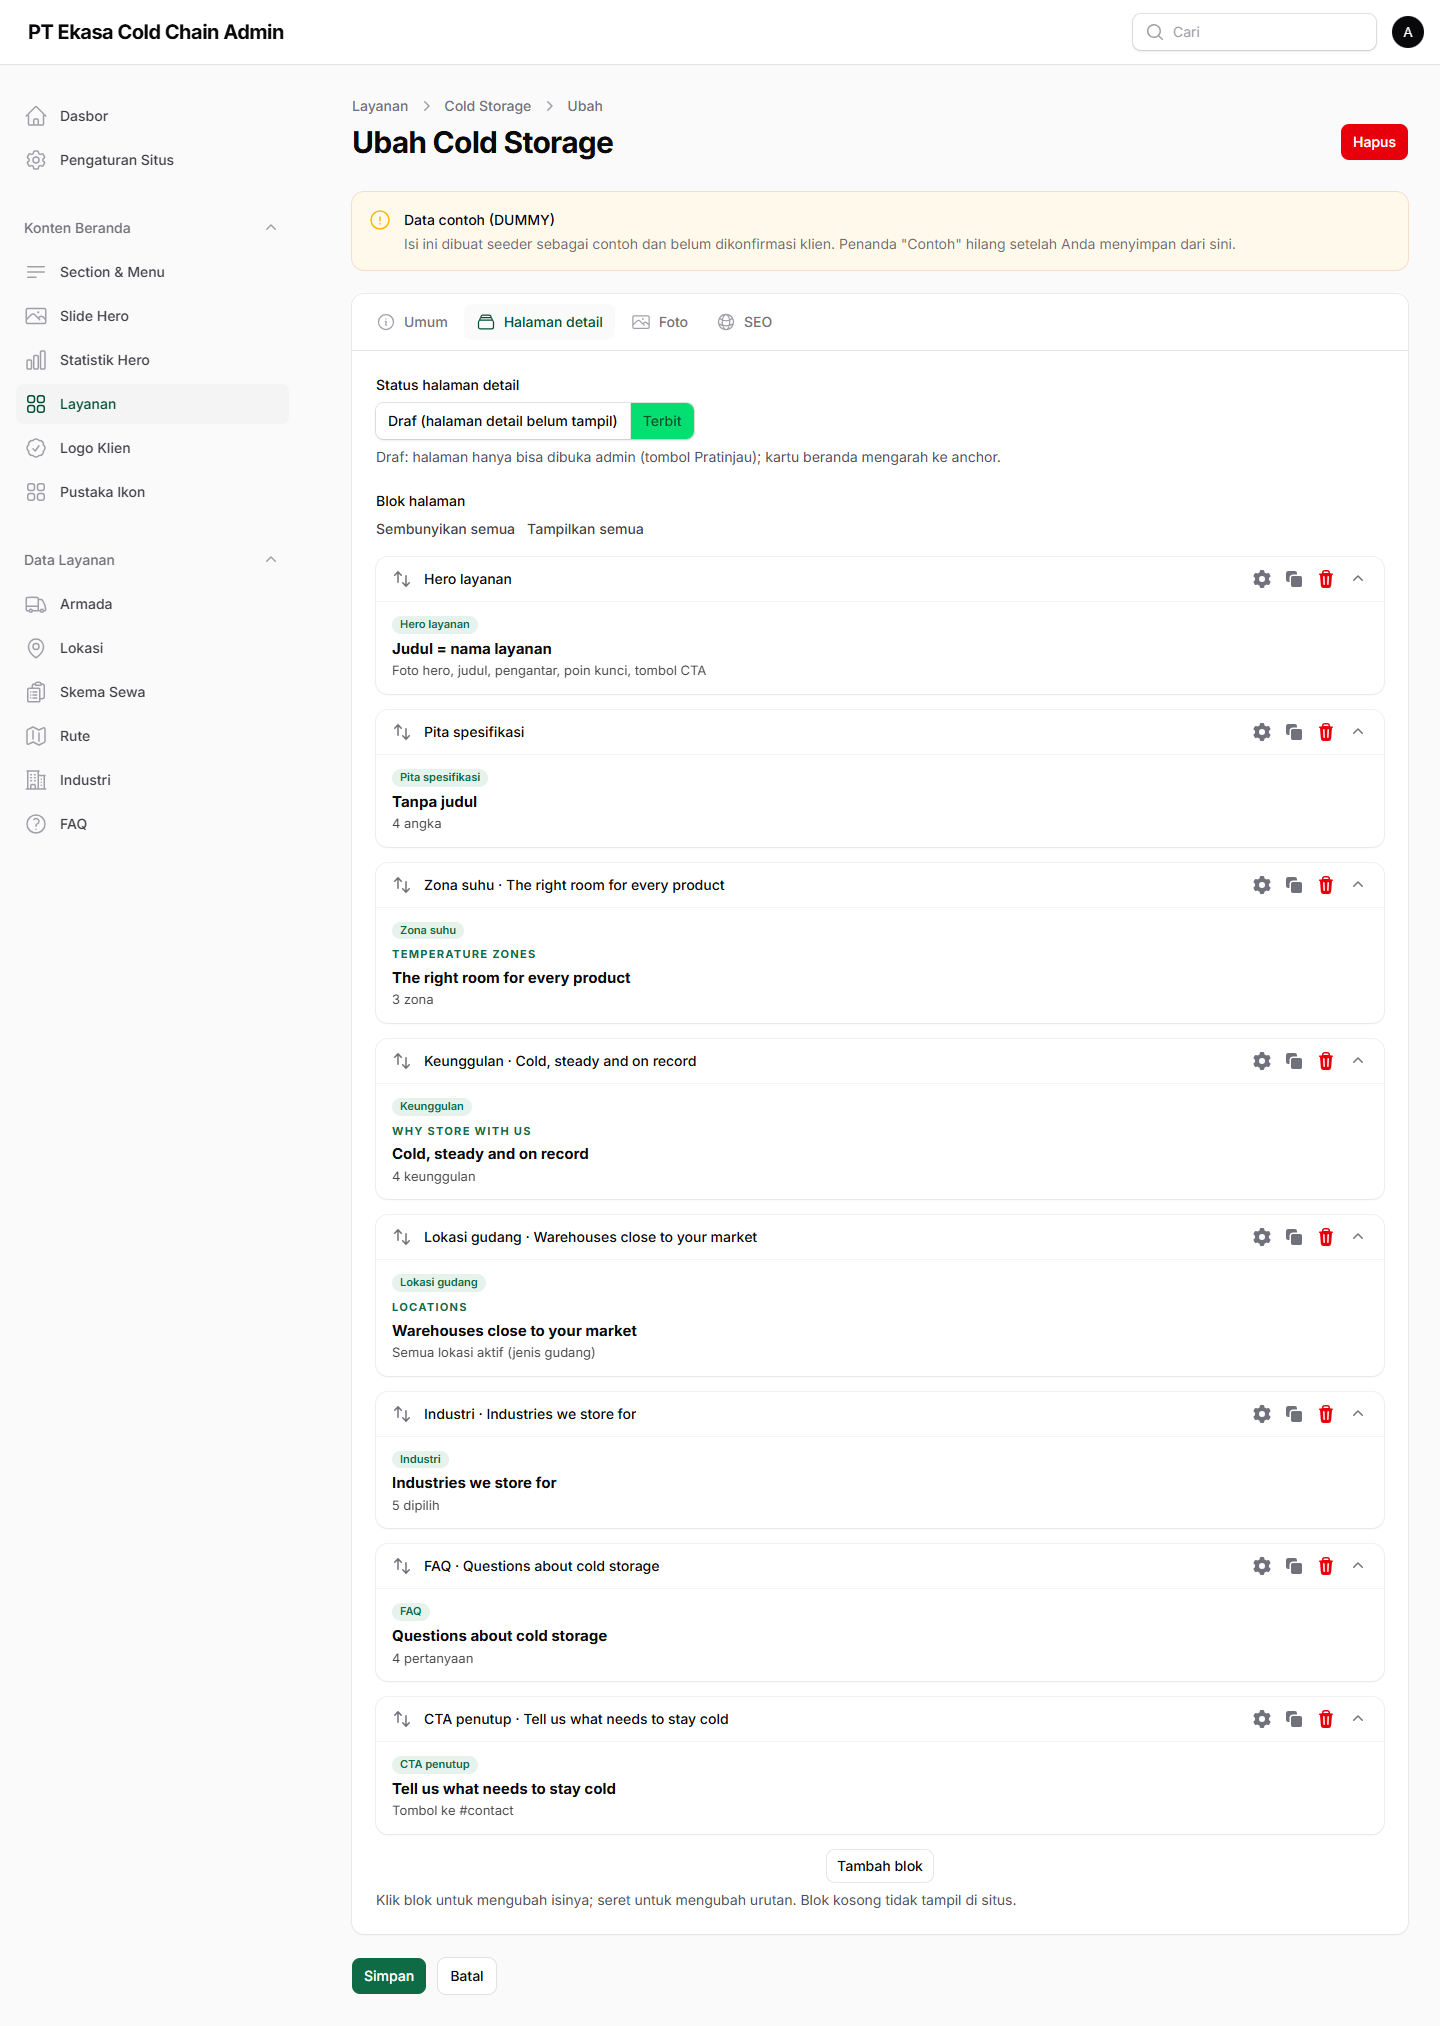 PT Ekasa Cold Chain Admin
Cari
A
Dasbor
Pengaturan Situs
Konten Beranda
Section & Menu
Slide Hero
Statistik Hero
Layanan
Logo Klien
Pustaka Ikon
Data Layanan
Armada
Lokasi
Skema Sewa
Rute
Industri
FAQ
Layanan > Cold Storage > Ubah
Ubah Cold Storage
Hapus
Data contoh (DUMMY)
Isi ini dibuat seeder sebagai contoh dan belum dikonfirmasi klien. Penanda "Contoh" hilang setelah Anda menyimpan dari sini.
Umum
Halaman detail
Foto
SEO
Status halaman detail
Draf (halaman detail belum tampil)
Terbit
Draf: halaman hanya bisa dibuka admin (tombol Pratinjau); kartu beranda mengarah ke anchor.
Blok halaman
Sembunyikan semua
Tampilkan semua
Hero layanan
Hero layanan
Judul = nama layanan
Foto hero, judul, pengantar, poin kunci, tombol CTA
Pita spesifikasi
Pita spesifikasi
Tanpa judul
4 angka
Zona suhu · The right room for every product
Zona suhu
TEMPERATURE ZONES
The right room for every product
3 zona
Keunggulan · Cold, steady and on record
Keunggulan
WHY STORE WITH US
Cold, steady and on record
4 keunggulan
Lokasi gudang · Warehouses close to your market
Lokasi gudang
LOCATIONS
Warehouses close to your market
Semua lokasi aktif (jenis gudang)
Industri · Industries we store for
Industri
Industries we store for
5 dipilih
FAQ · Questions about cold storage
FAQ
Questions about cold storage
4 pertanyaan
CTA penutup · Tell us what needs to stay cold
CTA penutup
Tell us what needs to stay cold
Tombol ke #contact
Tambah blok
Klik blok untuk mengubah isinya; seret untuk mengubah urutan. Blok kosong tidak tampil di situs.
Simpan
Batal